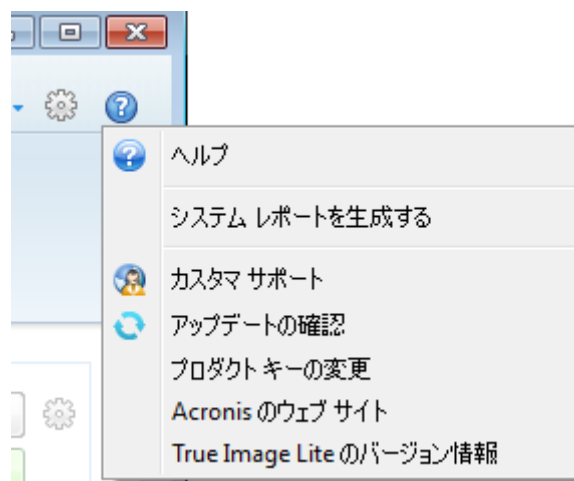 ヘルプ
システム レポートを生成する
カスタマ サポート
アップデートの確認
プロダクト キーの変更
Acronis のウェブ サイト
True Image Lite のバージョン情報